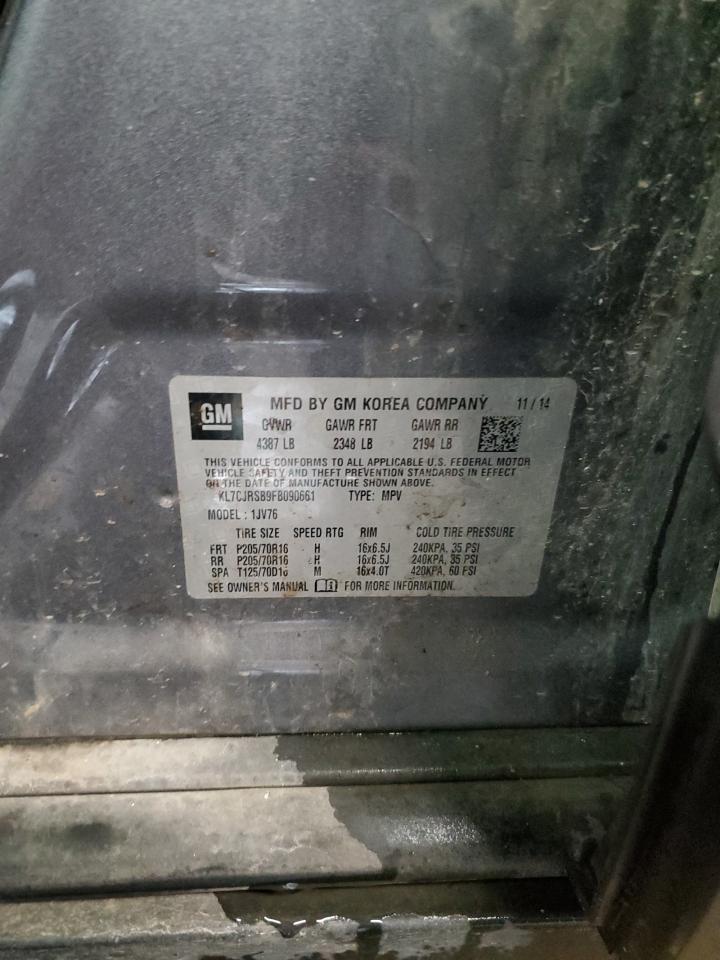 GM MFD BY GM KOREA COMPANY 11 / 14
GVWR GAWR FRT GAWR RR
4387 LB 2348 LB 2194 LB
THIS VEHICLE CONFORMS TO ALL APPLICABLE U.S. FEDERAL MOTOR
VEHICLE SAFETY AND THEFT PREVENTION STANDARDS IN EFFECT
ON THE DATE OF MANUFACTURE SHOWN ABOVE.
KL7CJRSB9FB090661 TYPE: MPV
MODEL : 1JV76
TIRE SIZE SPEED RTG RIM COLD TIRE PRESSURE
FRT P205/70R16 H 16x6.5J 240KPA, 35 PSI
RR P205/70R16 H 16x6.5J 240KPA, 35 PSI
SPA T125/70D16 M 16x4.0T 420KPA, 60 PSI
SEE OWNER'S MANUAL FOR MORE INFORMATION.